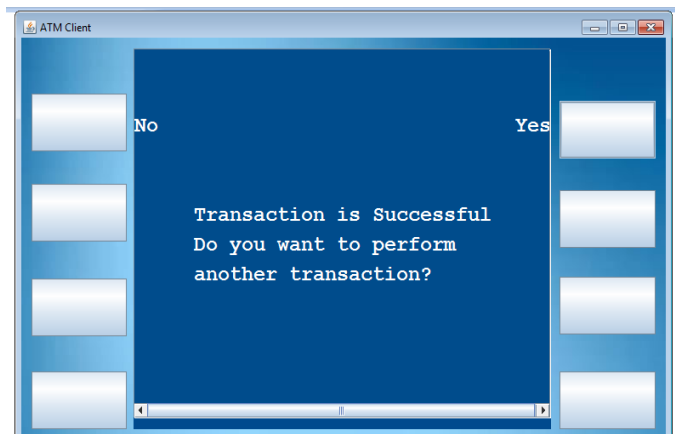 ATM Client
No Yes
Transaction is Successful
Do you want to perform
another transaction?